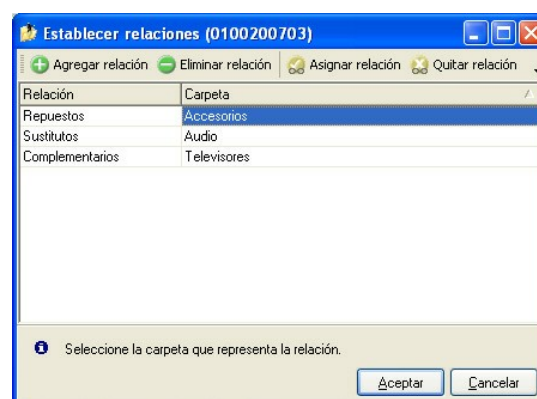 Establecer relaciones (0100200703)
Agregar relación Eliminar relación Asignar relación Quitar relación
Relación Carpeta
Repuestos Accesorios
Sustitutos Audio
Complementarios Televisores
Seleccione la carpeta que representa la relación.
Aceptar Cancelar